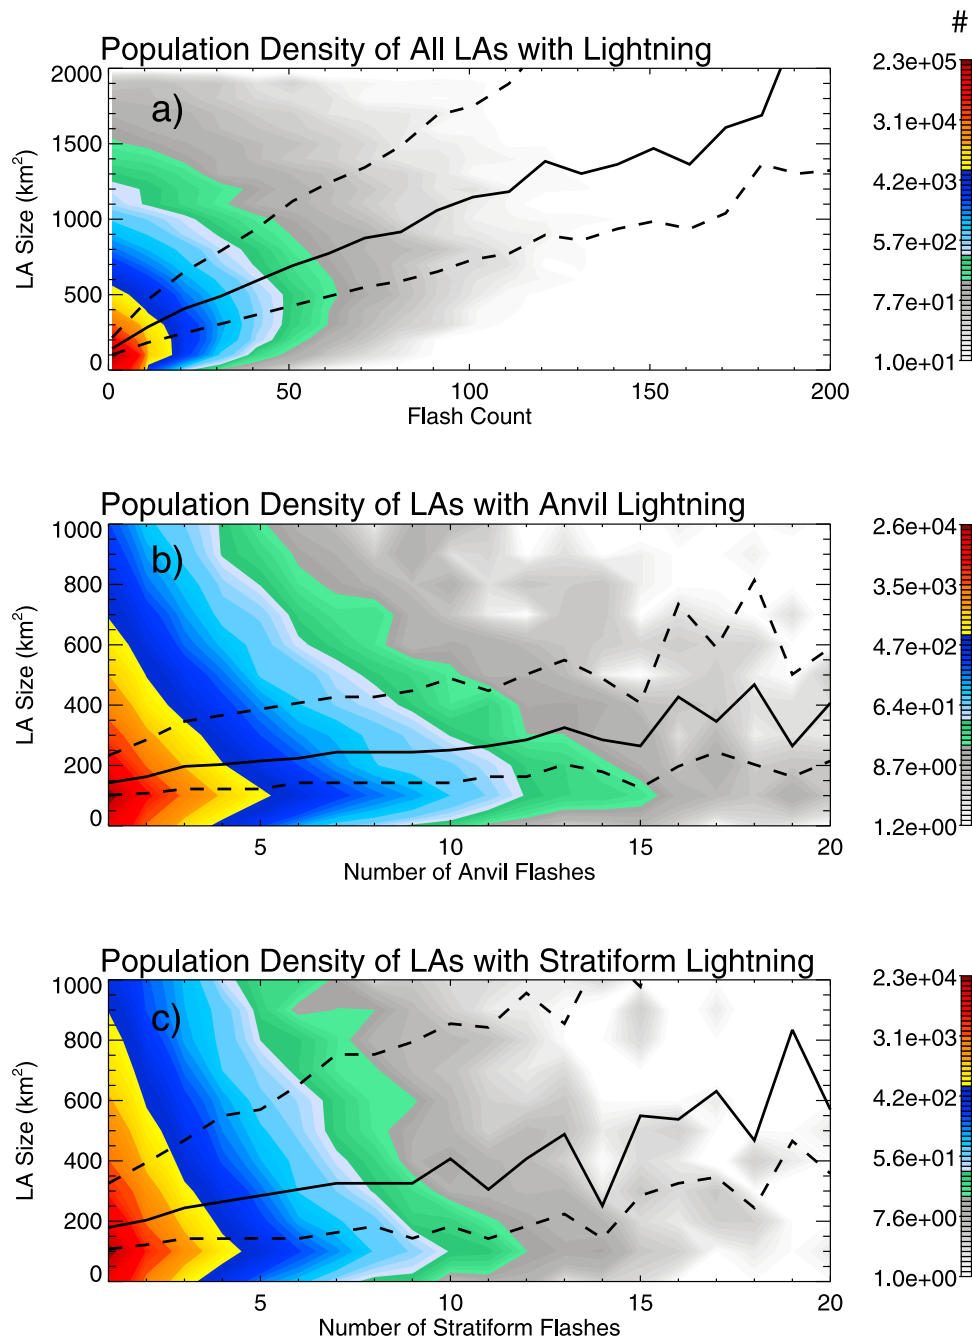 #
Population Density of All LAs with Lightning
a)
LA Size (km²)
2000
1500
1000
500
0
0 50 100 150 200
Flash Count
2.3e+05
3.1e+04
4.2e+03
5.7e+02
7.7e+01
1.0e+01
Population Density of LAs with Anvil Lightning
b)
LA Size (km²)
1000
800
600
400
200
0
5 10 15 20
Number of Anvil Flashes
2.6e+04
3.5e+03
4.7e+02
6.4e+01
8.7e+00
1.2e+00
Population Density of LAs with Stratiform Lightning
c)
LA Size (km²)
1000
800
600
400
200
0
5 10 15 20
Number of Stratiform Flashes
2.3e+04
3.1e+03
4.2e+02
5.6e+01
7.6e+00
1.0e+00